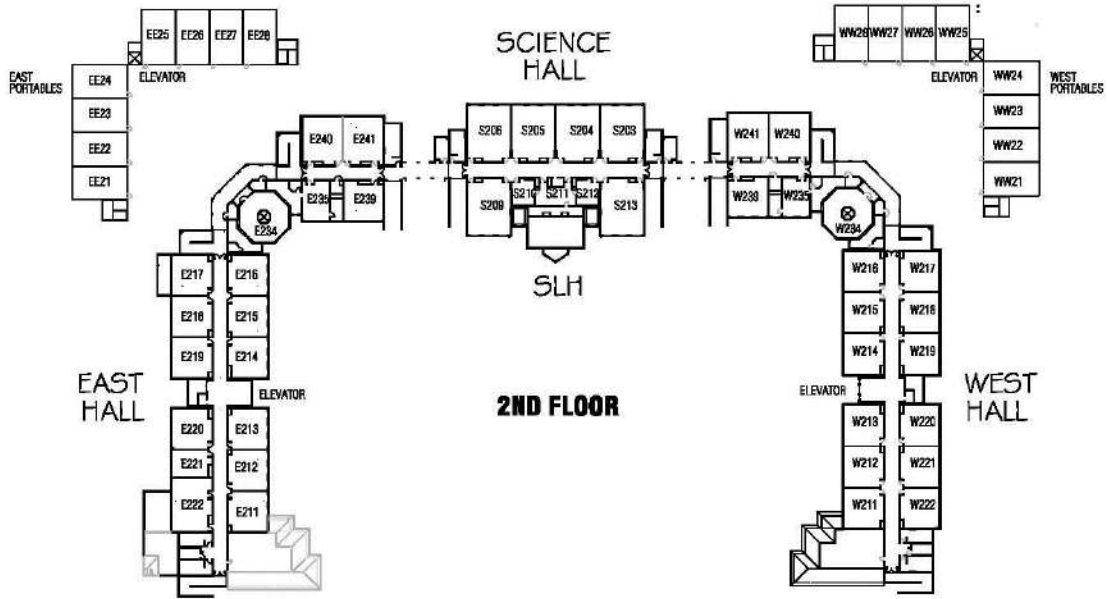 EE25 EE26 EE27 EE28
ELEVATOR
EAST
PORTABLES
EE24
EE23
EE22
EE21
SCIENCE
HALL
WW28 WW27 WW26 WW25
ELEVATOR
WEST
PORTABLES
WW24
WW23
WW22
WW21
E240 E241
E235 E239
E234
S206 S205 S204 S203
S209 S210 S211 S212 S213
SLH
W241 W240
W239 W235
W234
E217 E216
E218 E215
E219 E214
EAST
HALL
ELEVATOR
E220 E213
E221 E212
E222 E211
2ND FLOOR
W216 W217
W215 W218
W214 W219
ELEVATOR
WEST
HALL
W213 W220
W212 W221
W211 W222